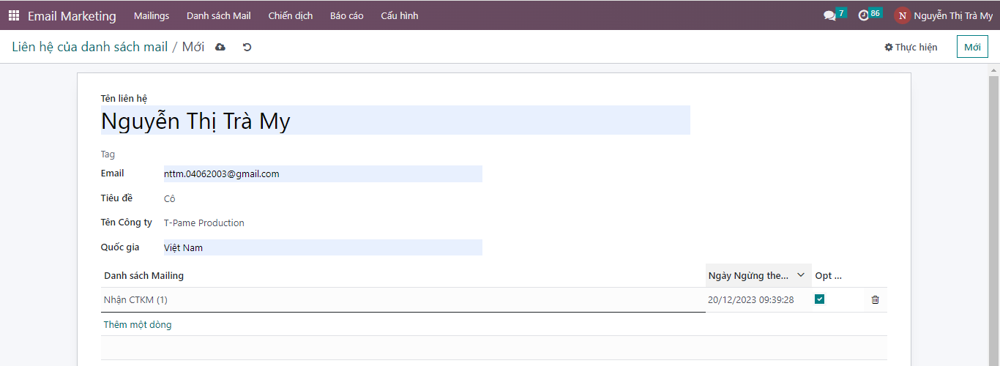 Email Marketing Mailings Danh sách Mail Chiến dịch Báo cáo Cấu hình 7 86 N Nguyễn Thị Trà My
Liên hệ của danh sách mail / Mới Thực hiện Mới
Tên liên hệ
Nguyễn Thị Trà My
Tag
Email nttm.04062003@gmail.com
Tiêu đề Cô
Tên Công ty T-Pame Production
Quốc gia Việt Nam
Danh sách Mailing Ngày Ngừng the... Opt ...
Nhận CTKM (1) 20/12/2023 09:39:28
Thêm một dòng